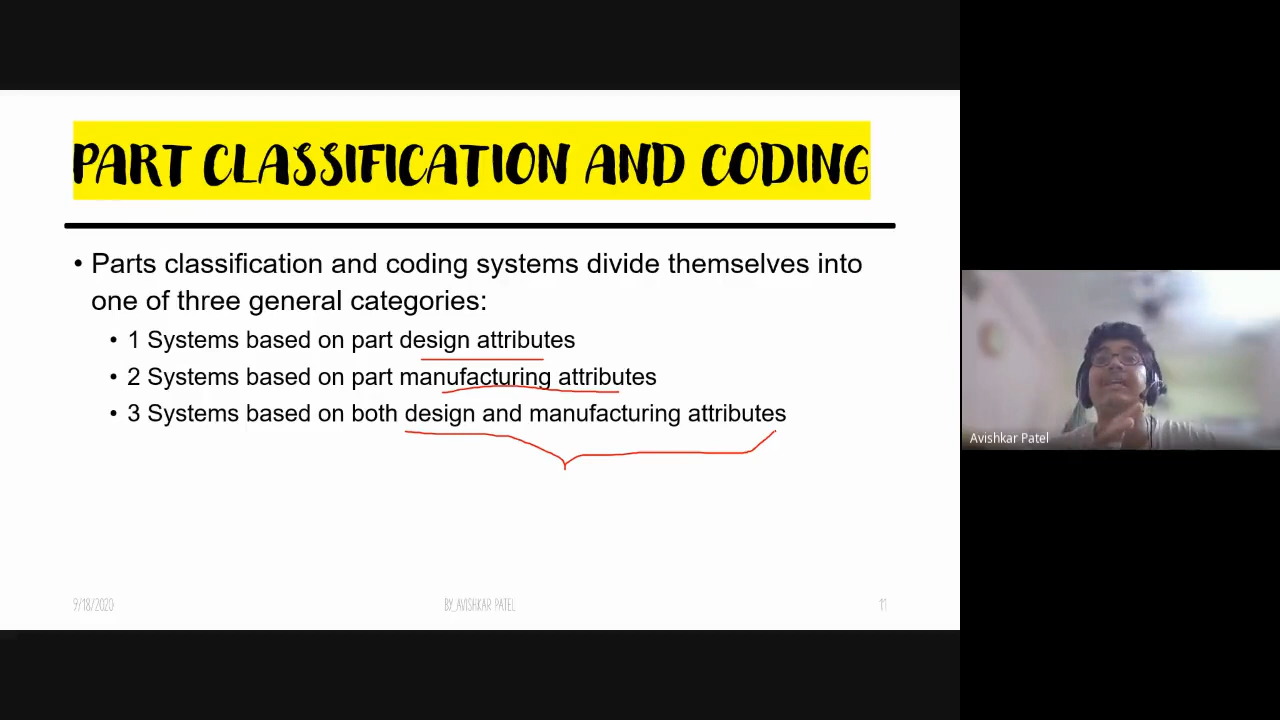 PART CLASSIFICATION AND CODING
• Parts classification and coding systems divide themselves into
one of three general categories:
• 1 Systems based on part design attributes
• 2 Systems based on part manufacturing attributes
• 3 Systems based on both design and manufacturing attributes
9/18/2020 BY_AVISHKAR PATEL 11
Avishkar Patel